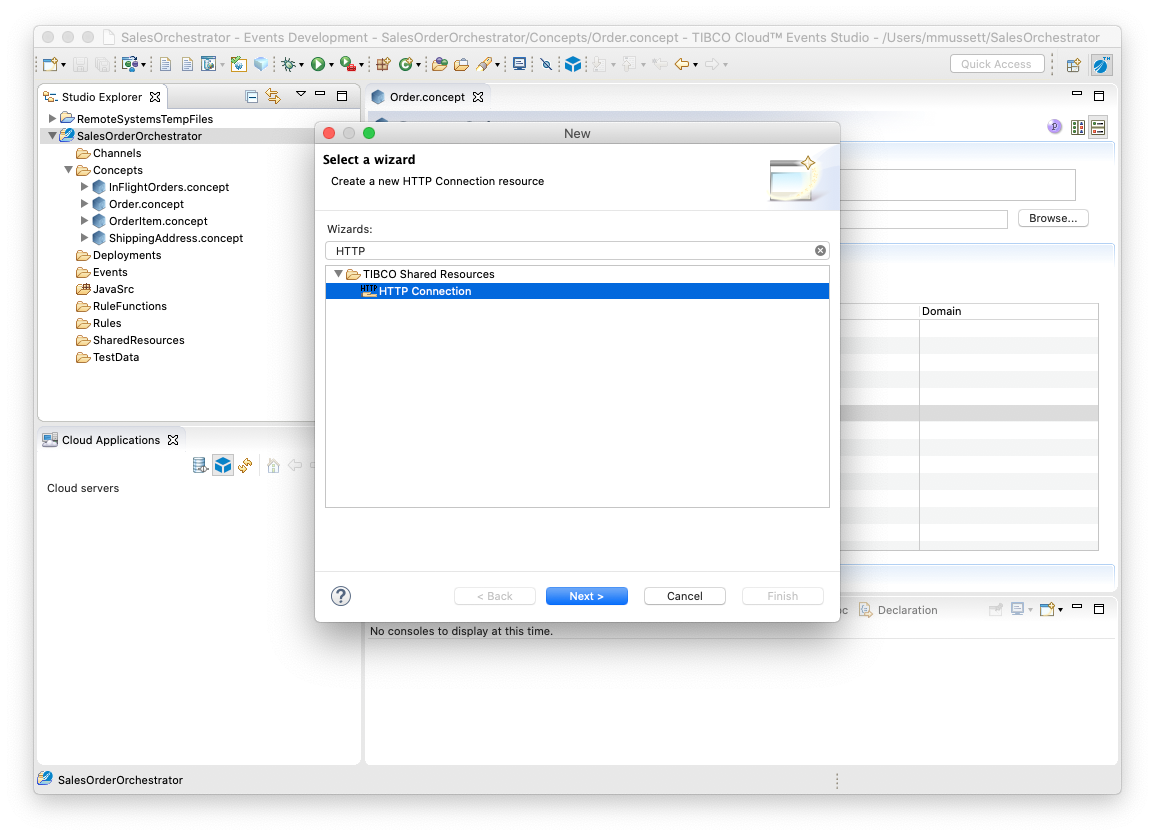 SalesOrchestrator - Events Development - SalesOrderOrchestrator/Concepts/Order.concept - TIBCO Cloud™ Events Studio - /Users/mmussett/SalesOrchestrator
Quick Access
Studio Explorer
RemoteSystemsTempFiles
SalesOrderOrchestrator
Channels
Concepts
InFlightOrders.concept
Order.concept
OrderItem.concept
ShippingAddress.concept
Deployments
Events
JavaSrc
RuleFunctions
Rules
SharedResources
TestData
Cloud Applications
Cloud servers
Order.concept
P
Browse...
Domain
New
Select a wizard
Create a new HTTP Connection resource
Wizards:
HTTP
TIBCO Shared Resources
HTTP
HTTP Connection
?
< Back
Next >
Cancel
Finish
Declaration
No consoles to display at this time.
SalesOrderOrchestrator